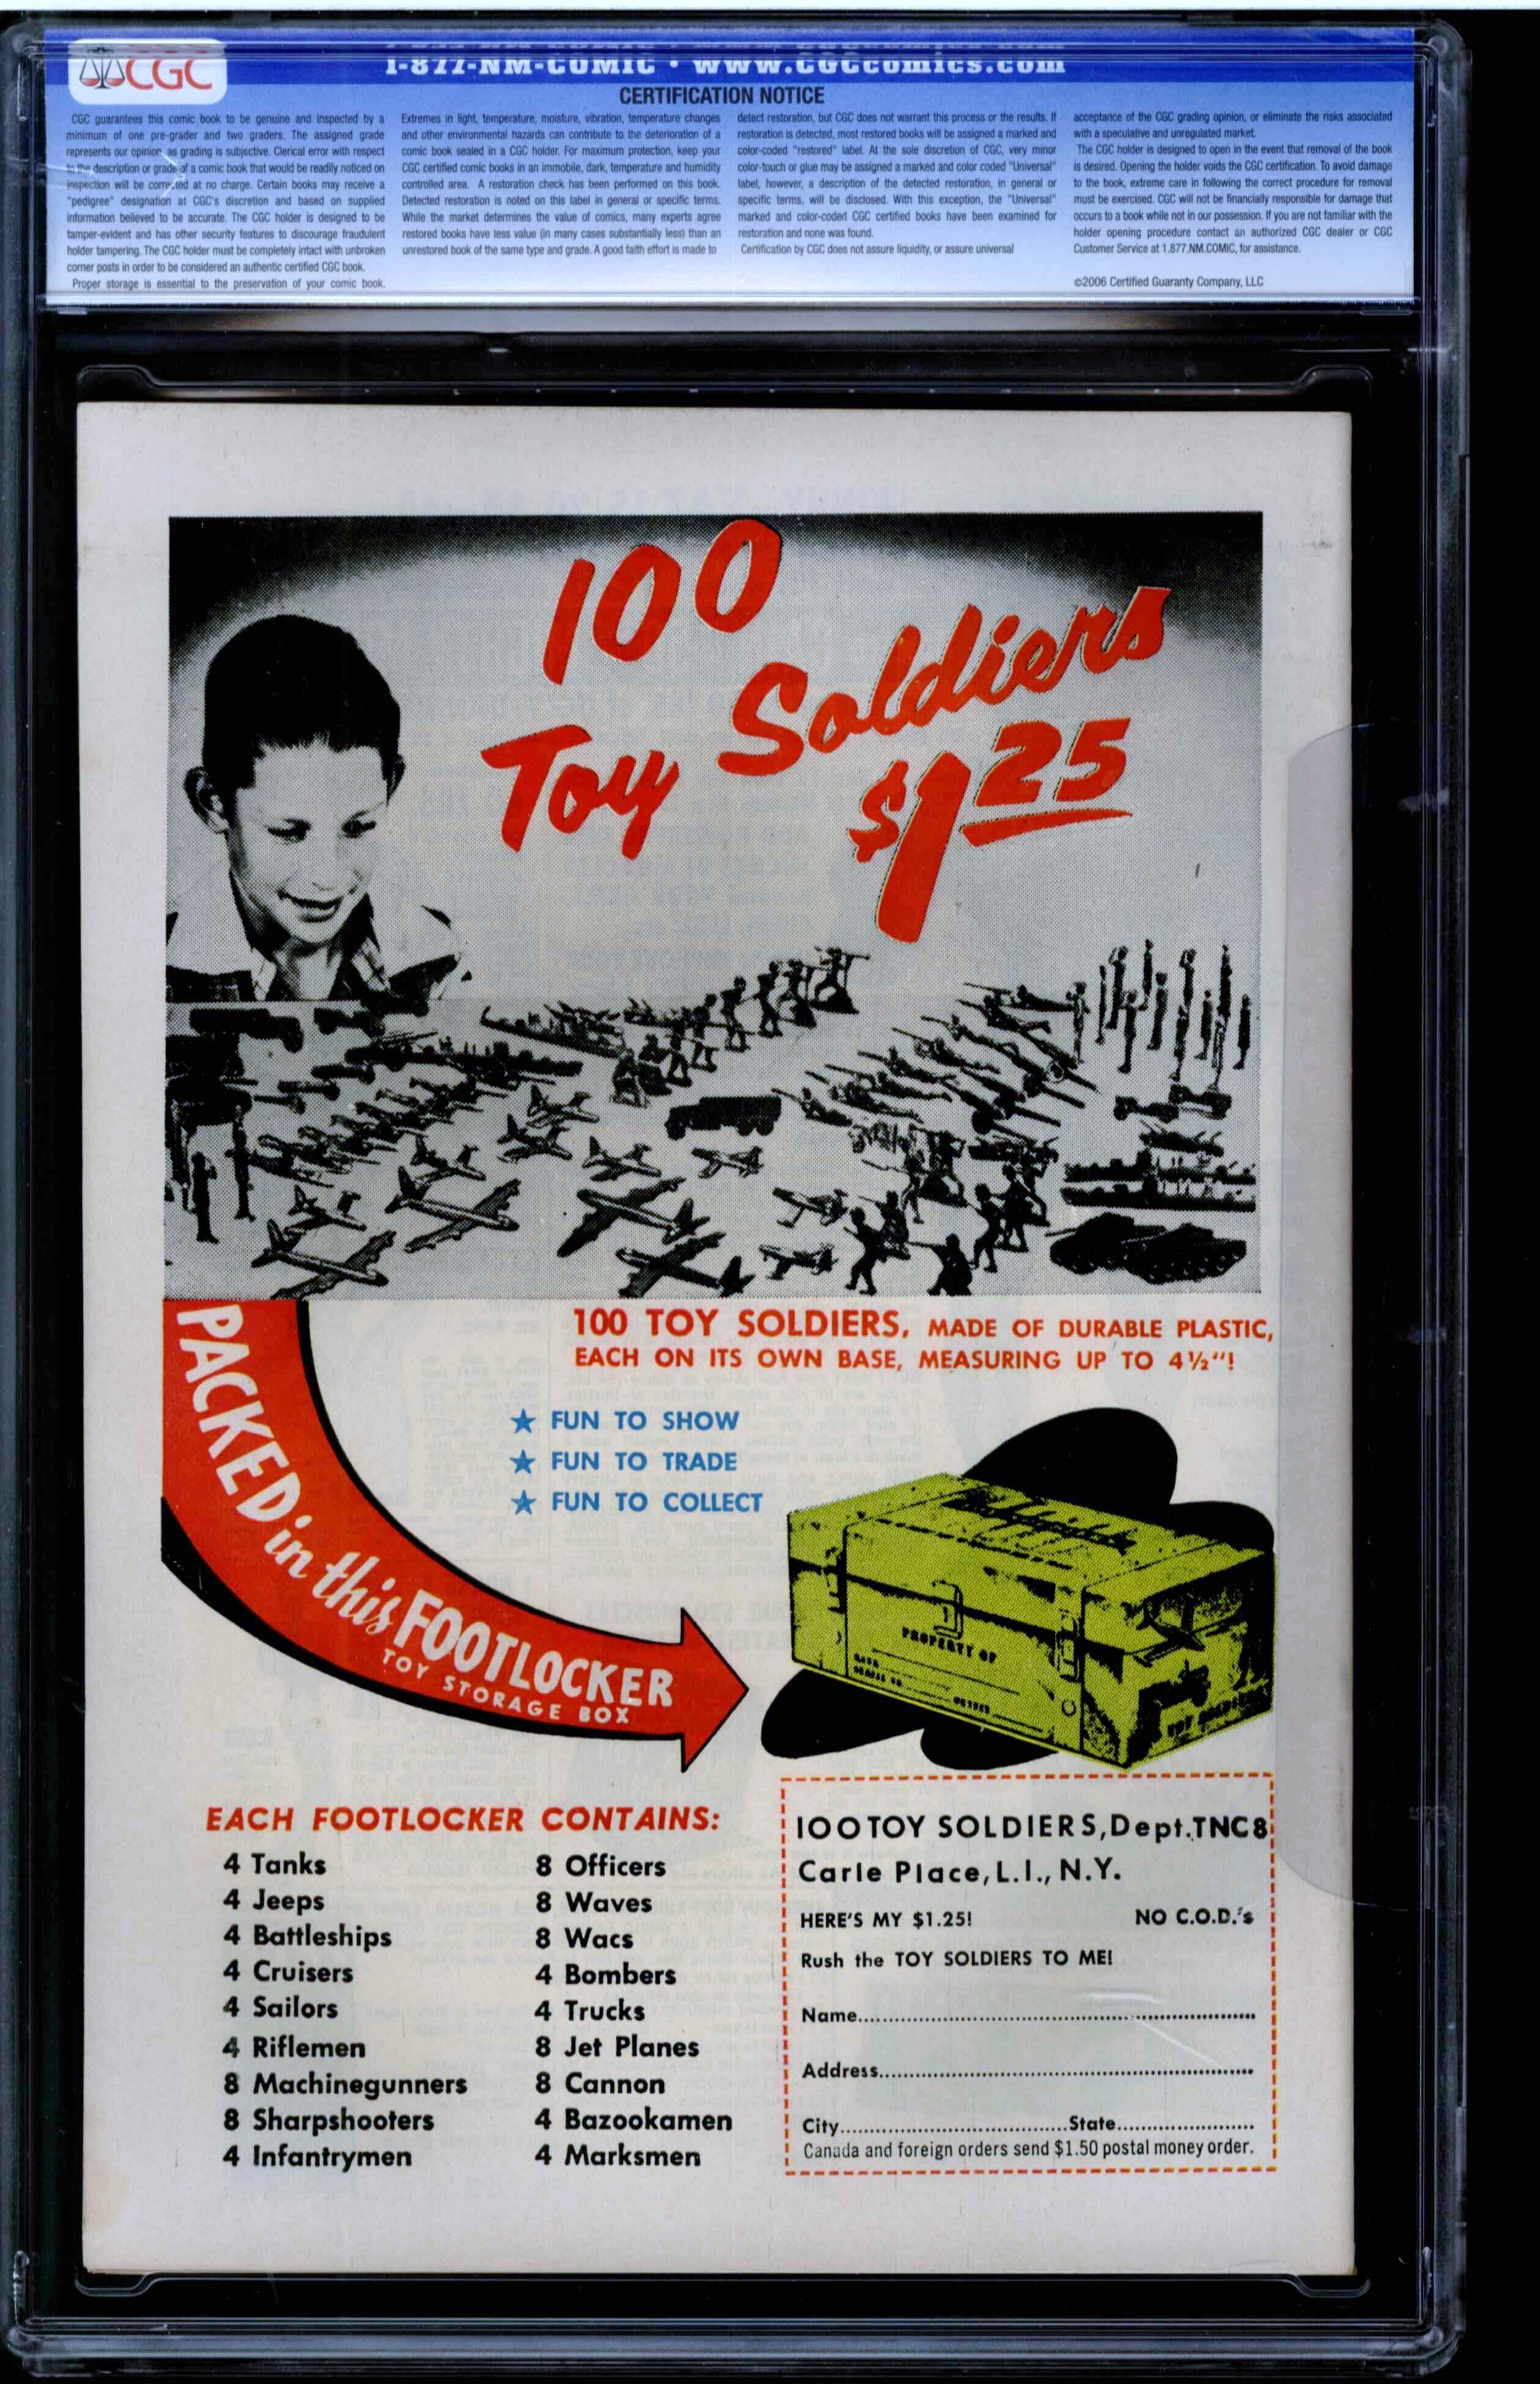 CGC
1-877-NM-COMIC • www.CGCcomics.com
CERTIFICATION NOTICE
CGC guarantees this comic book to be genuine and inspected by a
minimum of one pre-grader and two graders. The assigned grade
represents our opinion, as grading is subjective. Clerical error with respect
to the description or grade of a comic book that would be readily noticed on
inspection will be corrected at no charge. Certain books may receive a
"pedigree" designation at CGC's discretion and based on supplied
information believed to be accurate. The CGC holder is designed to be
tamper-evident and has other security features to discourage fraudulent
holder tampering. The CGC holder must be completely intact with unbroken
corner posts in order to be considered an authentic certified CGC book.
Proper storage is essential to the preservation of your comic book.
Extremes in light, temperature, moisture, vibration, temperature changes
and other environmental hazards can contribute to the deterioration of a
comic book sealed in a CGC holder. For maximum protection, keep your
CGC certified comic books in an immobile, dark, temperature and humidity
controlled area. A restoration check has been performed on this book.
Detected restoration is noted on this label in general or specific terms.
While the market determines the value of comics, many experts agree
restored books have less value (in many cases substantially less) than an
unrestored book of the same type and grade. A good faith effort is made to
detect restoration, but CGC does not warrant this process or the results. If
restoration is detected, most restored books will be assigned a marked and
color-coded "restored" label. At the sole discretion of CGC, very minor
color-touch or glue may be assigned a marked and color coded "Universal"
label, however, a description of the detected restoration, in general or
specific terms, will be disclosed. With this exception, the "Universal"
marked and color-coded CGC certified books have been examined for
restoration and none was found.
Certification by CGC does not assure liquidity, or assure universal
acceptance of the CGC grading opinion, or eliminate the risks associated
with a speculative and unregulated market.
The CGC holder is designed to open in the event that removal of the book
is desired. Opening the holder voids the CGC certification. To avoid damage
to the book, extreme care in following the correct procedure for removal
must be exercised. CGC will not be financially responsible for damage that
occurs to a book while not in our possession. If you are not familiar with the
holder opening procedure contact an authorized CGC dealer or CGC
Customer Service at 1.877.NM.COMIC, for assistance.
©2006 Certified Guaranty Company, LLC
100
Toy Soldiers
$1 25
100 TOY SOLDIERS, MADE OF DURABLE PLASTIC,
EACH ON ITS OWN BASE, MEASURING UP TO 4½"!
★ FUN TO SHOW
★ FUN TO TRADE
★ FUN TO COLLECT
PACKED in this FOOTLOCKER
TOY STORAGE BOX
PROPERTY OF
TOY SOLDIERS
EACH FOOTLOCKER CONTAINS:
4 Tanks
4 Jeeps
4 Battleships
4 Cruisers
4 Sailors
4 Riflemen
8 Machinegunners
8 Sharpshooters
4 Infantrymen
8 Officers
8 Waves
8 Wacs
4 Bombers
4 Trucks
8 Jet Planes
8 Cannon
4 Bazookamen
4 Marksmen
100 TOY SOLDIERS, Dept. TNC8
Carle Place, L.I., N.Y.
HERE'S MY $1.25! NO C.O.D.'s
Rush the TOY SOLDIERS TO ME!
Name
Address
City State
Canada and foreign orders send $1.50 postal money order.